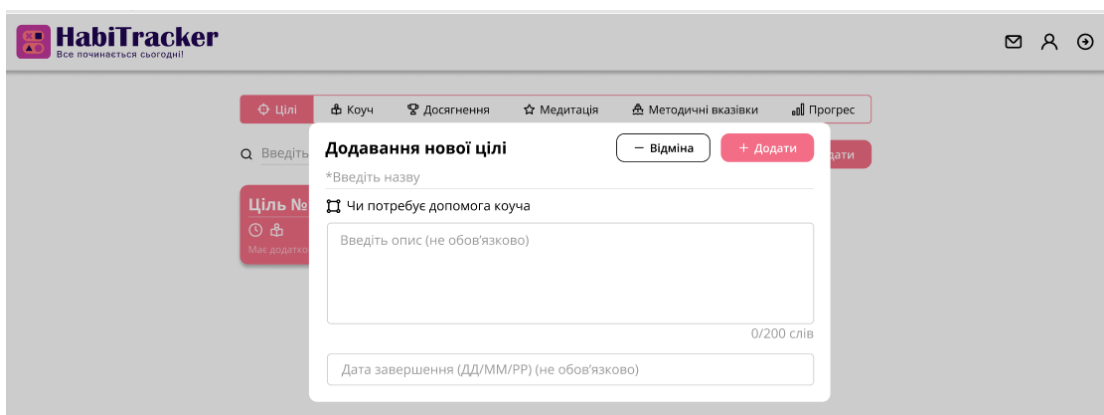 HabiTracker
Все починається сьогодні!
Цілі Коуч Досягнення Медитація Методичні вказівки Прогрес
Введіть
Додавання нової цілі Відміна + Додати
*Введіть назву
Ціль №
Чи потребує допомога коуча
Введіть опис (не обов'язково)
Має
0/200 слів
Дата завершення (ДД/ММ/РР) (не обов'язково)